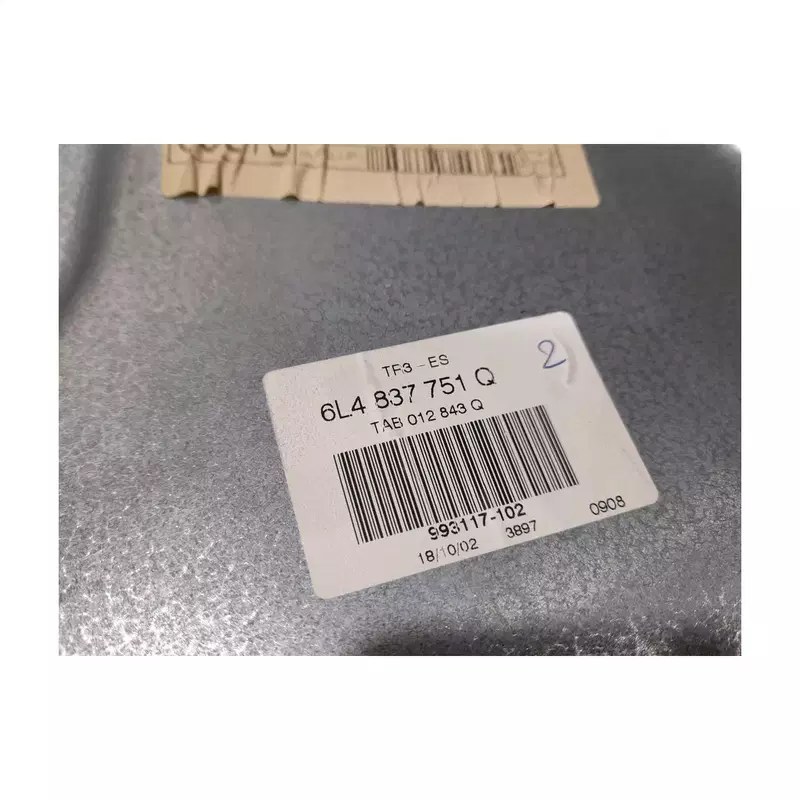 TF3 - ES
2
6L4 837 751 Q
TAB 012 843 Q
993117-102
18/10/02 3897 0908